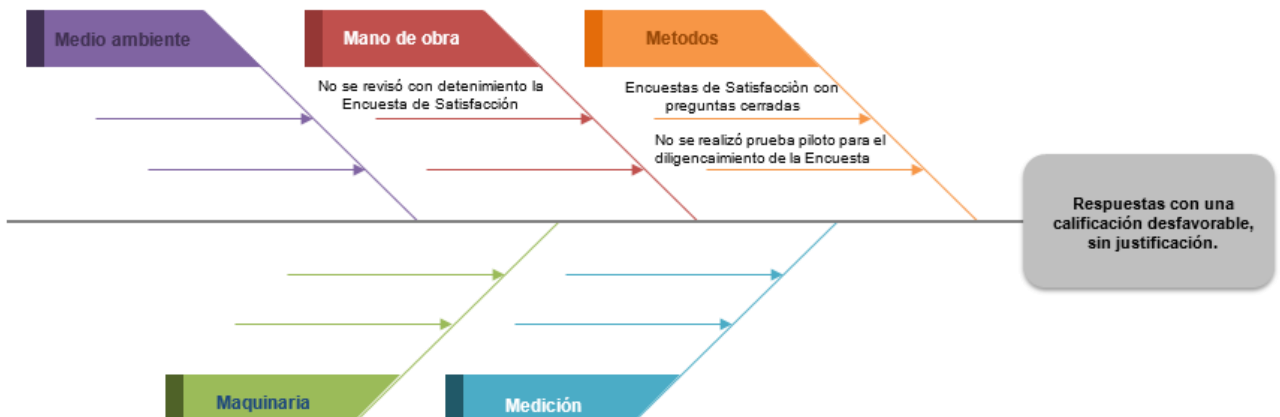 Medio ambiente
Mano de obra
Metodos
No se revisó con detenimiento la
Encuesta de Satisfacción
Encuestas de Satisfacciòn con
preguntas cerradas
No se realizó prueba piloto para el
diligencaimiento de la Encuesta
Respuestas con una
calificación desfavorable,
sin justificación.
Maquinaria
Medición